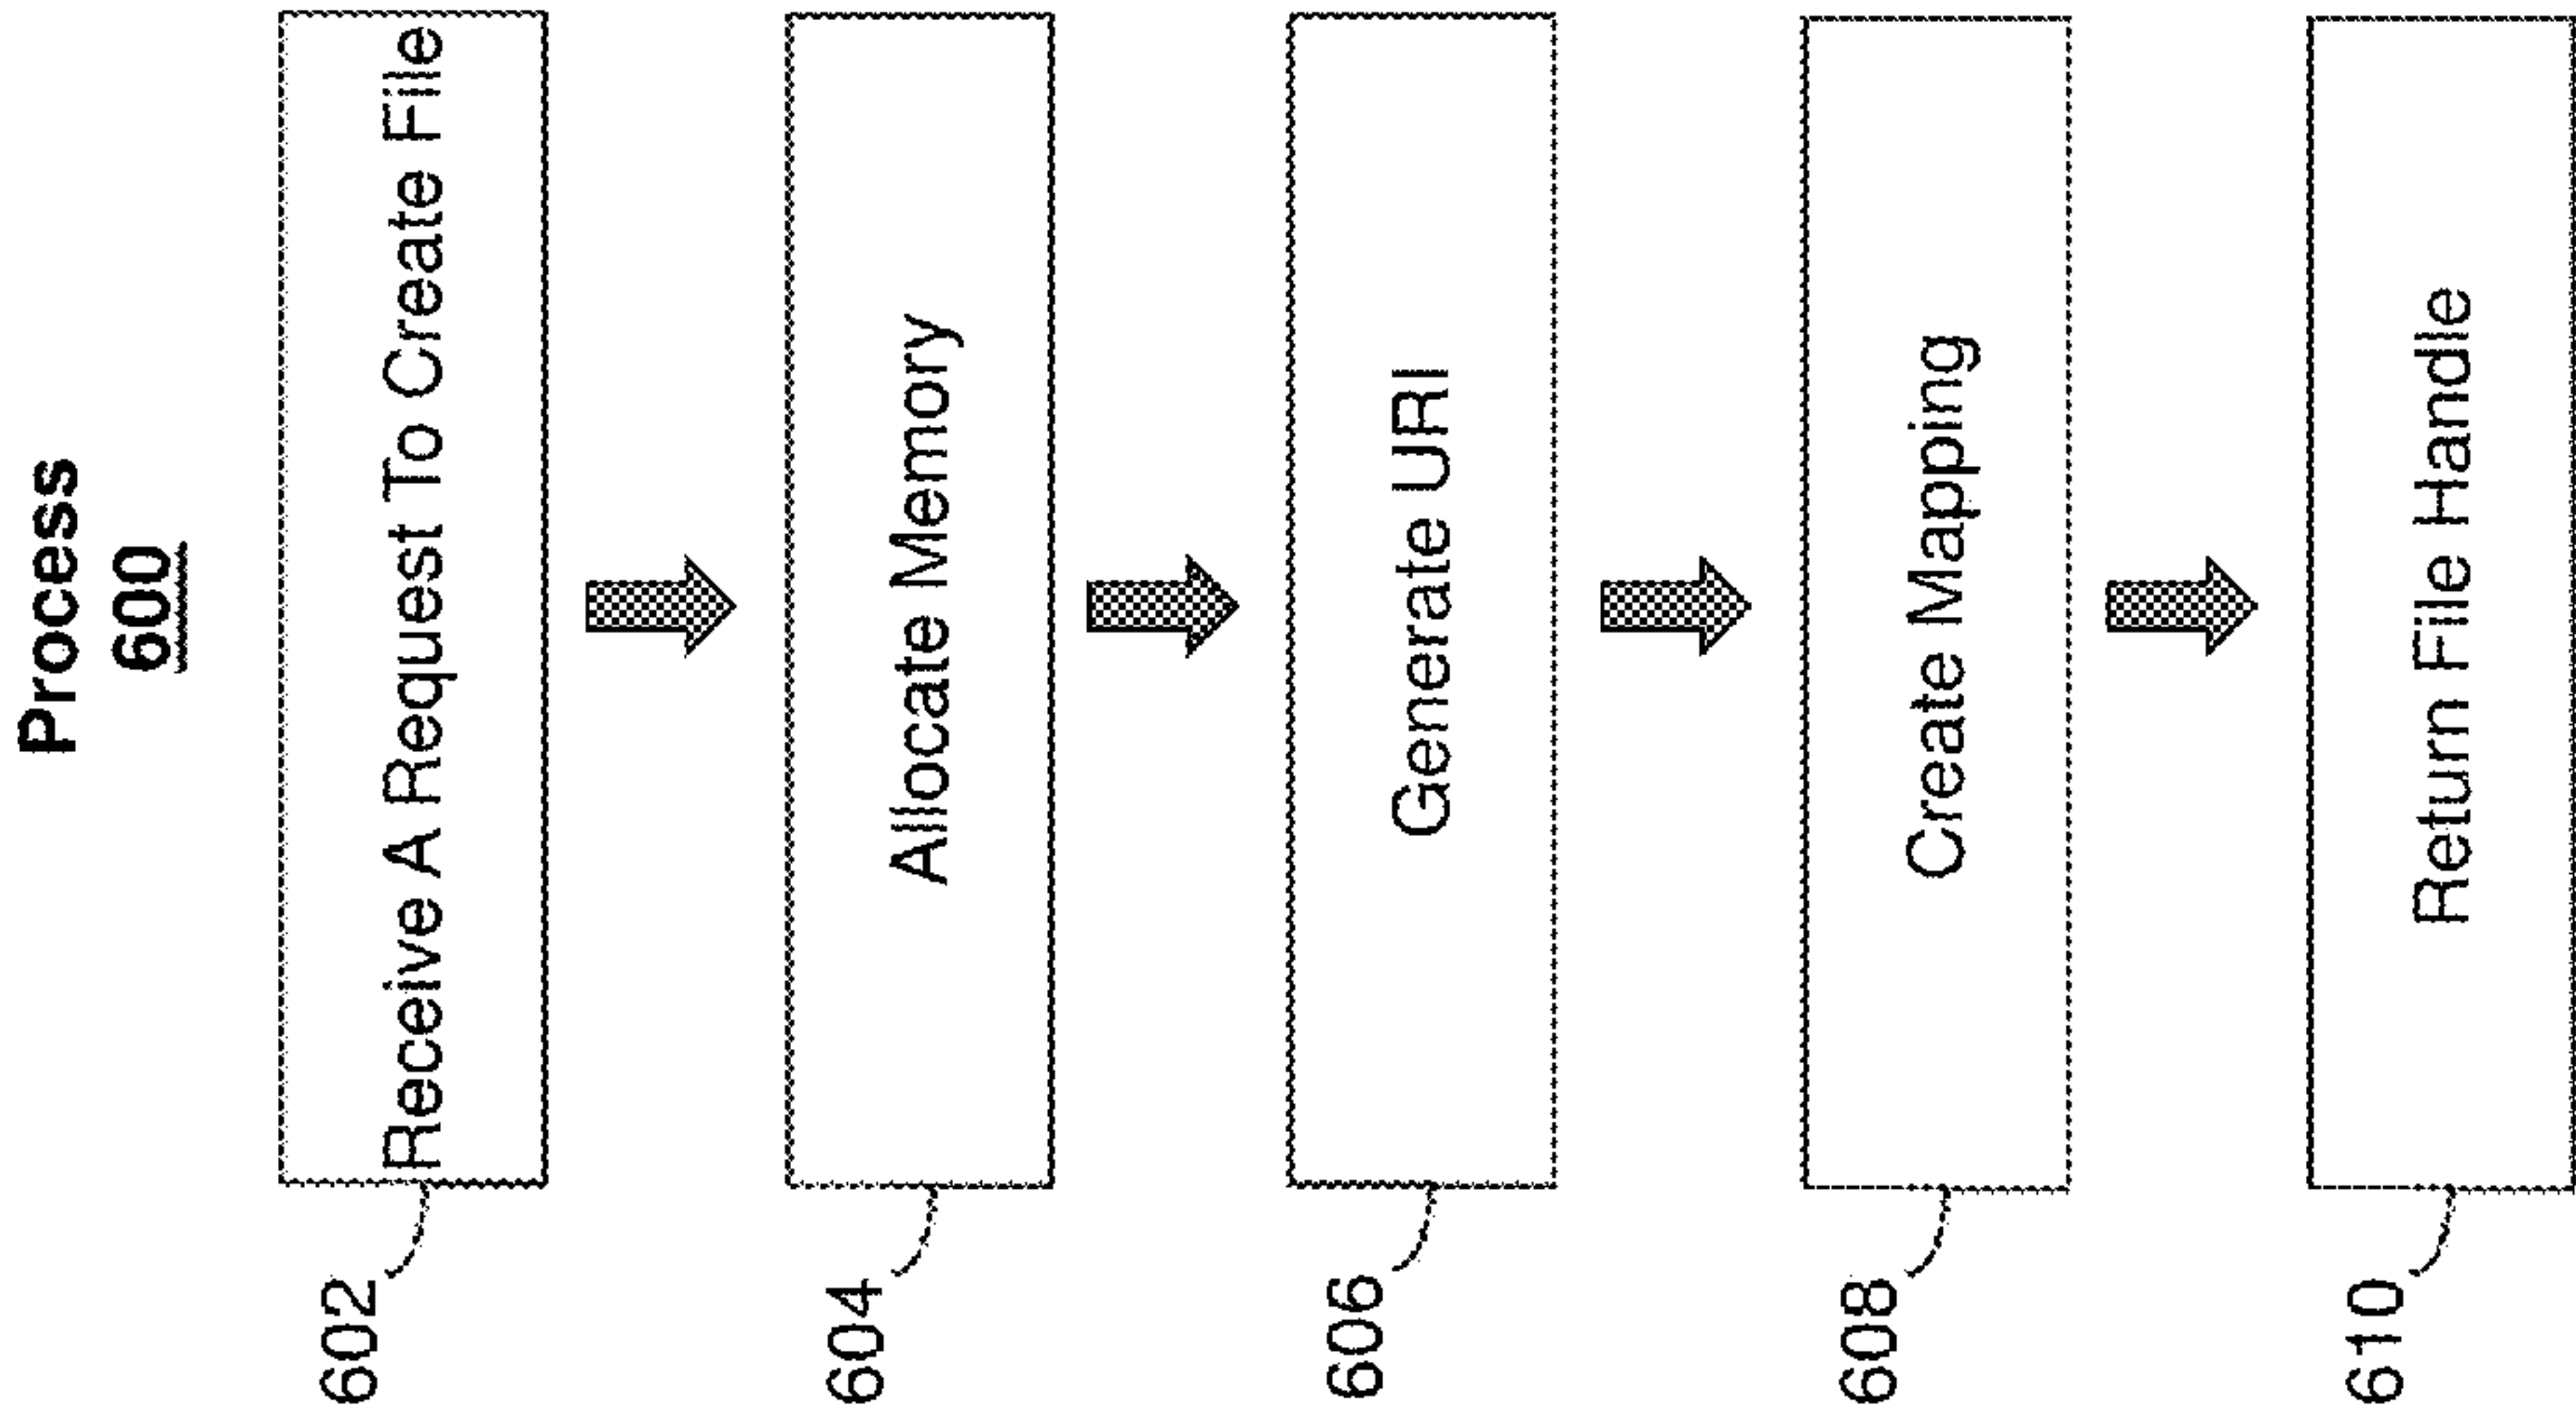 Process
600
602
Receive A Request To Create File
604
Allocate Memory
606
Generate URI
608
Create Mapping
610
Return File Handle